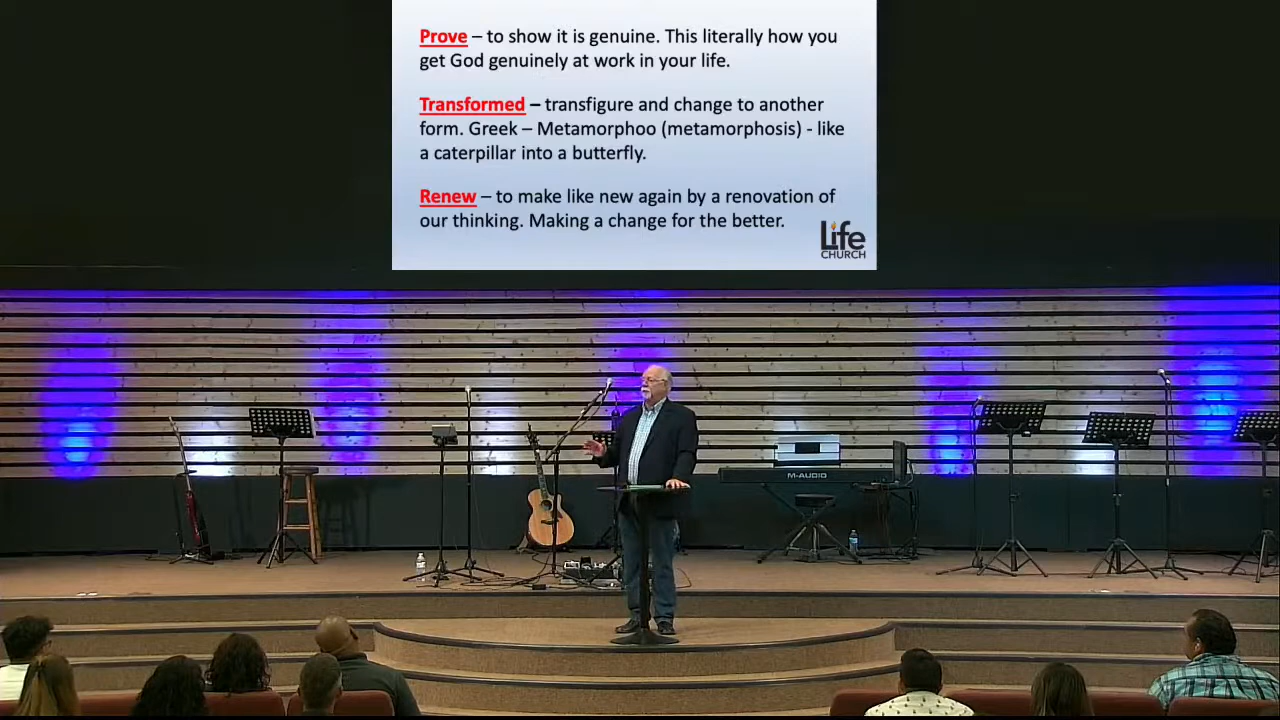 Prove – to show it is genuine. This literally how you
get God genuinely at work in your life.
Transformed – transfigure and change to another
form. Greek – Metamorphoo (metamorphosis) - like
a caterpillar into a butterfly.
Renew – to make like new again by a renovation of
our thinking. Making a change for the better.
Life
CHURCH
M-AUDIO